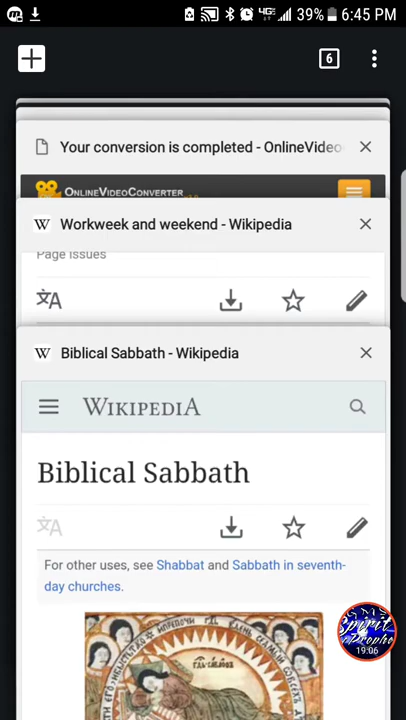 39% 6:45 PM
6
Your conversion is completed - OnlineVideo
ONLINEVIDEOCONVERTER
Workweek and weekend - Wikipedia
Page issues
Biblical Sabbath - Wikipedia
WIKIPEDIA
Biblical Sabbath
For other uses, see Shabbat and Sabbath in seventh-
day churches.
Spirit
19:06